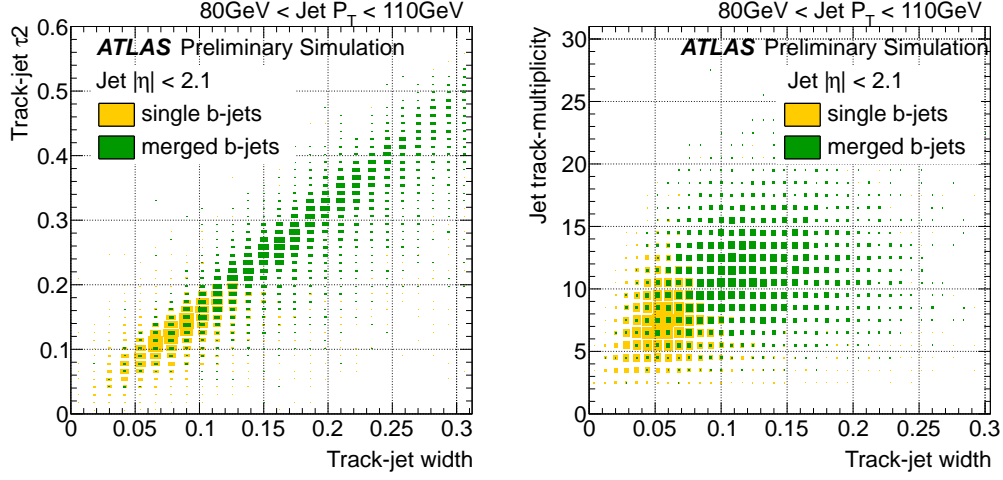 80GeV < Jet P_T < 110GeV
Track-jet τ2
0.6
0.5
0.4
0.3
0.2
0.1
0
ATLAS Preliminary Simulation
Jet |η| < 2.1
single b-jets
merged b-jets
0 0.05 0.1 0.15 0.2 0.25 0.3
Track-jet width
80GeV < Jet P_T < 110GeV
Jet track-multiplicity
30
25
20
15
10
5
0
ATLAS Preliminary Simulation
Jet |η| < 2.1
single b-jets
merged b-jets
0 0.05 0.1 0.15 0.2 0.25 0.3
Track-jet width